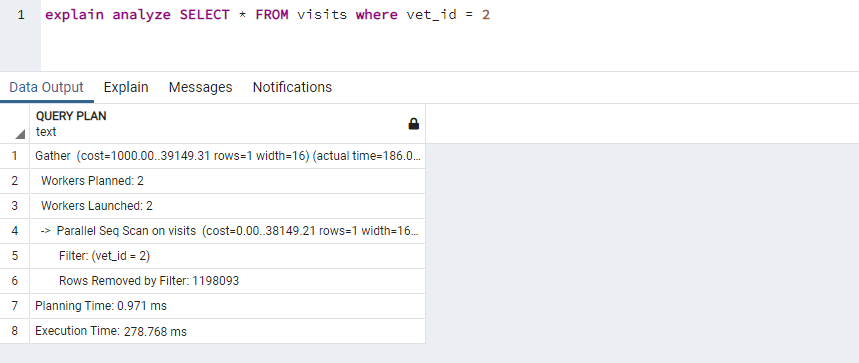 1 explain analyze SELECT * FROM visits where vet_id = 2
Data Output Explain Messages Notifications
QUERY PLAN
text
1 Gather (cost=1000.00..39149.31 rows=1 width=16) (actual time=186.0...
2 Workers Planned: 2
3 Workers Launched: 2
4 -> Parallel Seq Scan on visits (cost=0.00..38149.21 rows=1 width=16...
5 Filter: (vet_id = 2)
6 Rows Removed by Filter: 1198093
7 Planning Time: 0.971 ms
8 Execution Time: 278.768 ms